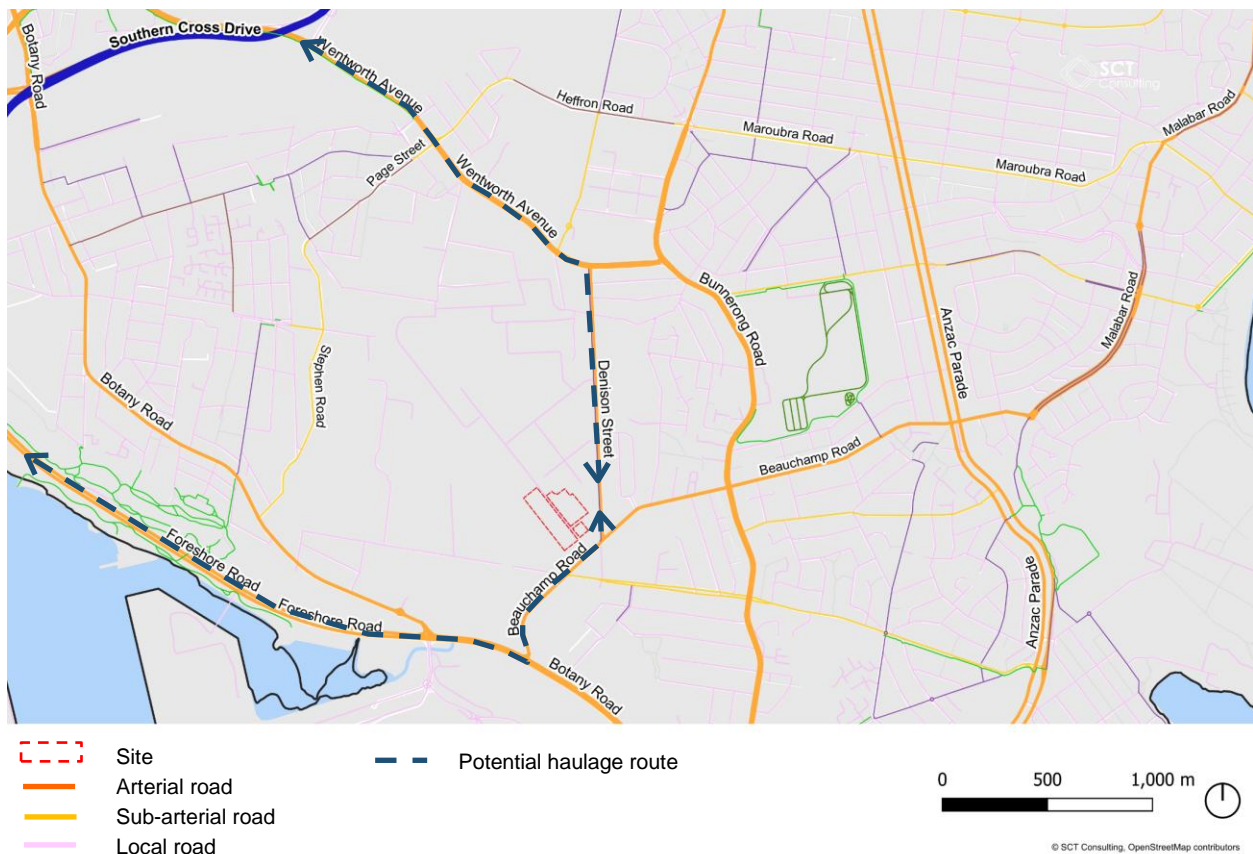 Southern Cross Drive
Botany Road
Wentworth Avenue
SCT
Consulting
Heffron Road
Malabar Road
Maroubra Road
Page Street
Maroubra Road
Wentworth Avenue
Bunnerong Road
Malabar Road
Anzac Parade
Stephen Road
Denison Street
Botany Road
Beauchamp Road
Foreshore Road
Beauchamp Road
Foreshore Road
Anzac Parade
Botany Road
Site
Potential haulage route
Arterial road
Sub-arterial road
Local road
0 500 1,000 m
© SCT Consulting, OpenStreetMap contributors